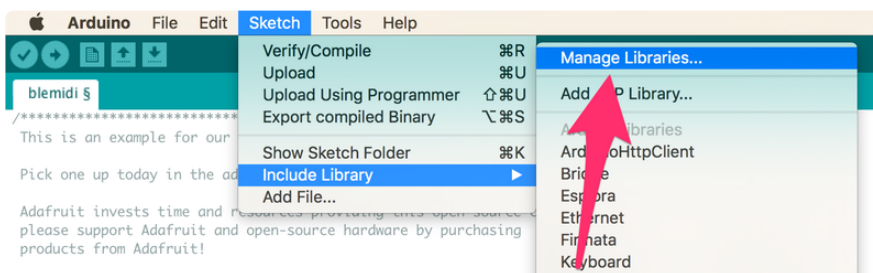 Arduino File Edit Sketch Tools Help
Verify/Compile ⌘R
Upload ⌘U
Upload Using Programmer ⇧⌘U
Export compiled Binary ⌥⌘S
Show Sketch Folder ⌘K
Include Library
Add File...
Manage Libraries...
Add Library...
ArduinoHttpClient
Bridge
Esplora
Ethernet
Firmata
Keyboard
blemidi §
/****************************
This is an example for our
Pick one up today in the ad
Adafruit invests time and resources providing this open source
please support Adafruit and open-source hardware by purchasing
products from Adafruit!